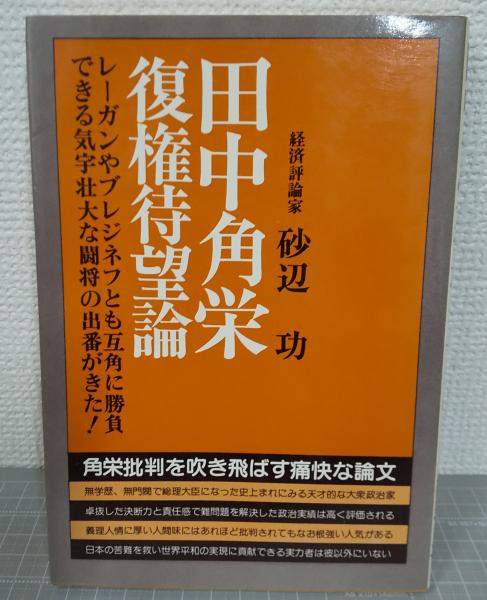 経済評論家 砂辺 功
田中角栄
復権待望論
レーガンやブレジネフとも互角に勝負
できる気宇壮大な闘将の出番がきた!
角栄批判を吹き飛ばす痛快な論文
無学歴、無門閥で総理大臣になった史上まれにみる天才的な大衆政治家
卓抜した決断力と責任感で難問題を解決した政治実績は高く評価される
義理人情に厚い人間味にはあれほど批判されてもなお根強い人気がある
日本の苦難を救い世界平和の実現に貢献できる実力者は彼以外にいない